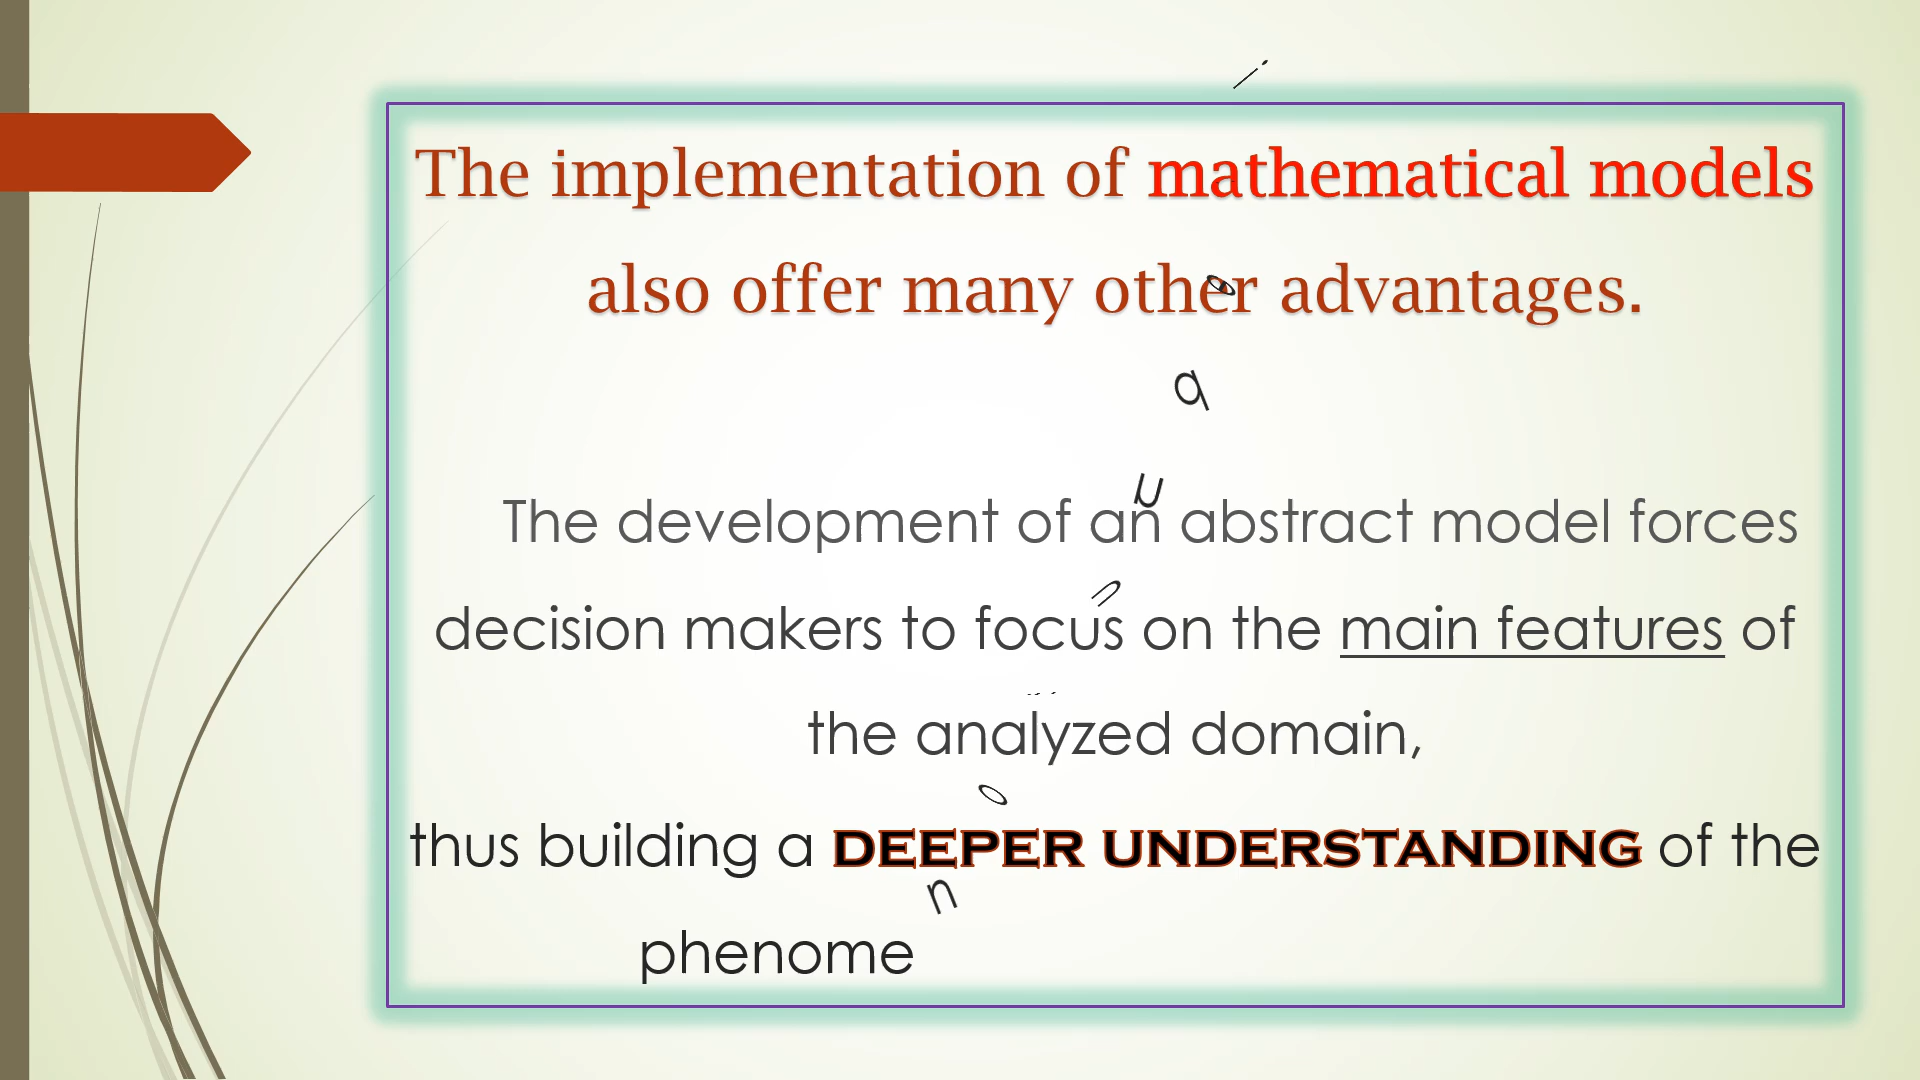 The implementation of mathematical models
also offer many other advantages.
The development of an abstract model forces
decision makers to focus on the main features of
the analyzed domain,
thus building a DEEPER UNDERSTANDING of the
phenome